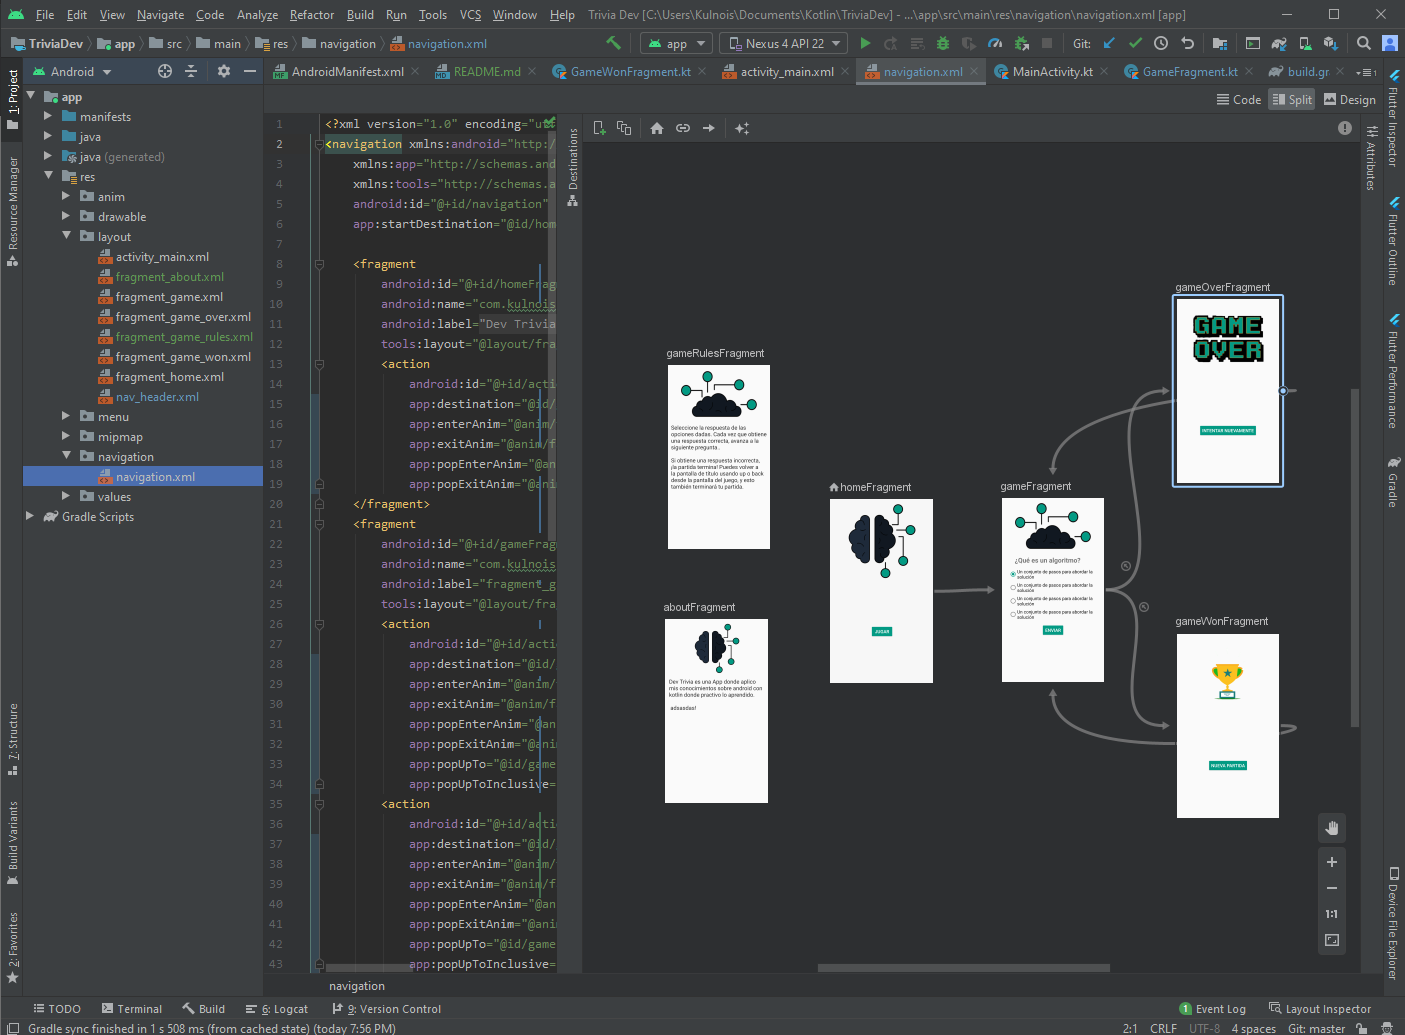 File Edit View Navigate Code Analyze Refactor Build Run Tools VCS Window Help Trivia Dev [C:\Users\Kulnois\Documents\Kotlin\TriviaDev] - ...\app\src\main\res\navigation\navigation.xml [app]
TriviaDev app src main res navigation navigation.xml app Nexus 4 API 22 Git:
Android AndroidManifest.xml README.md GameWonFragment.kt activity_main.xml navigation.xml MainActivity.kt GameFragment.kt build.gr
Code Split Design
1: Project
Resource Manager
7: Structure
Build Variants
2: Favorites
app
manifests
java
java (generated)
res
anim
drawable
layout
activity_main.xml
fragment_about.xml
fragment_game.xml
fragment_game_over.xml
fragment_game_rules.xml
fragment_game_won.xml
fragment_home.xml
nav_header.xml
menu
mipmap
navigation
navigation.xml
values
Gradle Scripts
1 <?xml version="1.0" encoding="ut
2 <navigation xmlns:android="http:/
3 xmlns:app="http://schemas.and
4 xmlns:tools="http://schemas.a
5 android:id="@+id/navigation"
6 app:startDestination="@id/hom
7
8 <fragment
9 android:id="@+id/homeFrag
10 android:name="com.kulnois
11 android:label="Dev Trivia
12 tools:layout="@layout/fra
13 <action
14 android:id="@+id/acti
15 app:destination="@id/
16 app:enterAnim="@anim/
17 app:exitAnim="@anim/f
18 app:popEnterAnim="@an
19 app:popExitAnim="@ani
20 </fragment>
21 <fragment
22 android:id="@+id/gameFrag
23 android:name="com.kulnois
24 android:label="fragment_g
25 tools:layout="@layout/fra
26 <action
27 android:id="@+id/acti
28 app:destination="@id/
29 app:enterAnim="@anim/
30 app:exitAnim="@anim/f
31 app:popEnterAnim="@an
32 app:popExitAnim="@ani
33 app:popUpTo="@id/game
34 app:popUpToInclusive=
35 <action
36 android:id="@+id/acti
37 app:destination="@id/
38 app:enterAnim="@anim/
39 app:exitAnim="@anim/f
40 app:popEnterAnim="@an
41 app:popExitAnim="@ani
42 app:popUpTo="@id/game
43 app:popUpToInclusive=
navigation
Destinations
Attributes
gameRulesFragment
Seleccione la respuesta de las
opciones dadas. Cada vez que obtiene
una respuesta correcta, avanza a la
siguiente pregunta..
Si obtiene una respuesta incorrecta,
¡la partida termina! Puedes volver a
la pantalla de título usando up o back
desde la pantalla del juego, y esto
también terminará tu partida.
aboutFragment
Dev Trivia es una App donde aplico
mis conocimientos sobre android con
kotlin donde practivo lo aprendido.
adsasdas!
homeFragment
JUGAR
gameFragment
¿Qué es un algoritmo?
Un conjunto de pasos para abordar la
solución
Un conjunto de pasos para abordar la
solución
Un conjunto de pasos para abordar la
solución
Un conjunto de pasos para abordar la
solución
ENVIAR
gameOverFragment
GAME
OVER
INTENTAR NUEVAMENTE
gameWonFragment
NUEVA PARTIDA
1:1
Flutter Inspector
Flutter Outline
Flutter Performance
Gradle
Device File Explorer
TODO Terminal Build 6: Logcat 9: Version Control 1 Event Log Layout Inspector
Gradle sync finished in 1 s 508 ms (from cached state) (today 7:56 PM) 2:1 CRLF UTF-8 4 spaces Git: master